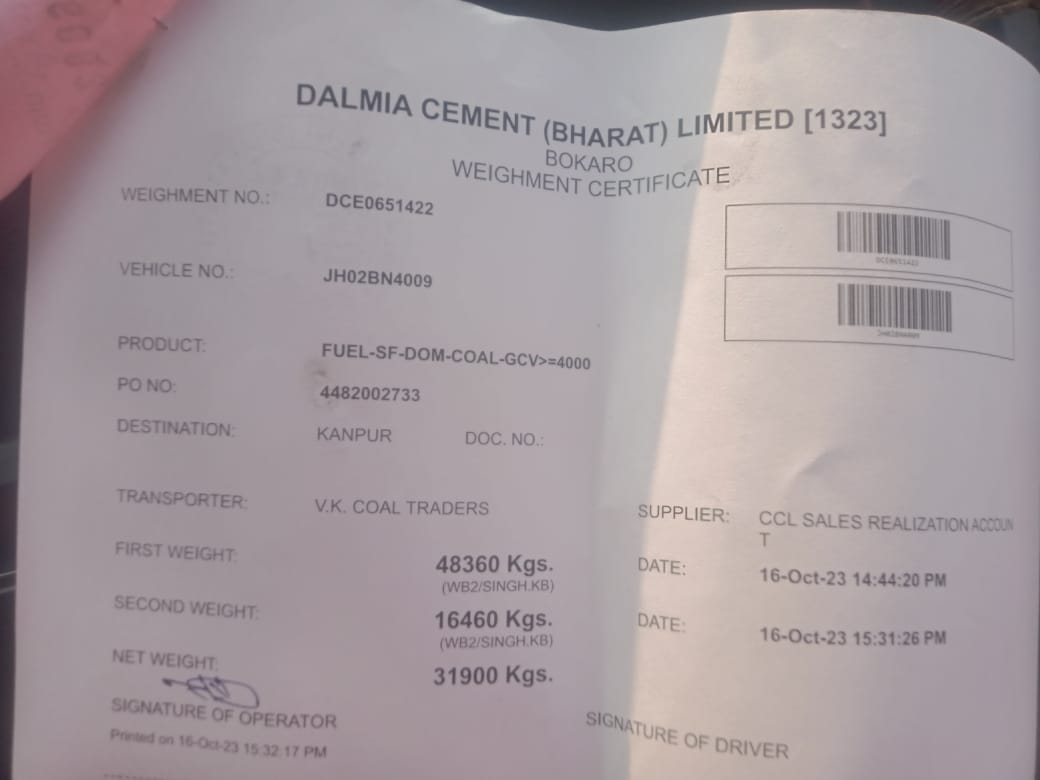 DALMIA CEMENT (BHARAT) LIMITED [1323]
BOKARO
WEIGHMENT CERTIFICATE
WEIGHMENT NO.: DCE0651422
DCE0651422
VEHICLE NO.: JH02BN4009
JH02BN4009
PRODUCT: FUEL-SF-DOM-COAL-GCV>=4000
PO NO: 4482002733
DESTINATION: KANPUR DOC. NO.:
TRANSPORTER: V.K. COAL TRADERS SUPPLIER: CCL SALES REALIZATION ACCOUN
T
FIRST WEIGHT: 48360 Kgs. DATE: 16-Oct-23 14:44:20 PM
(WB2/SINGH.KB)
SECOND WEIGHT: 16460 Kgs. DATE: 16-Oct-23 15:31:26 PM
(WB2/SINGH.KB)
NET WEIGHT: 31900 Kgs.
SIGNATURE OF OPERATOR SIGNATURE OF DRIVER
Printed on 16-Oct-23 15:32:17 PM